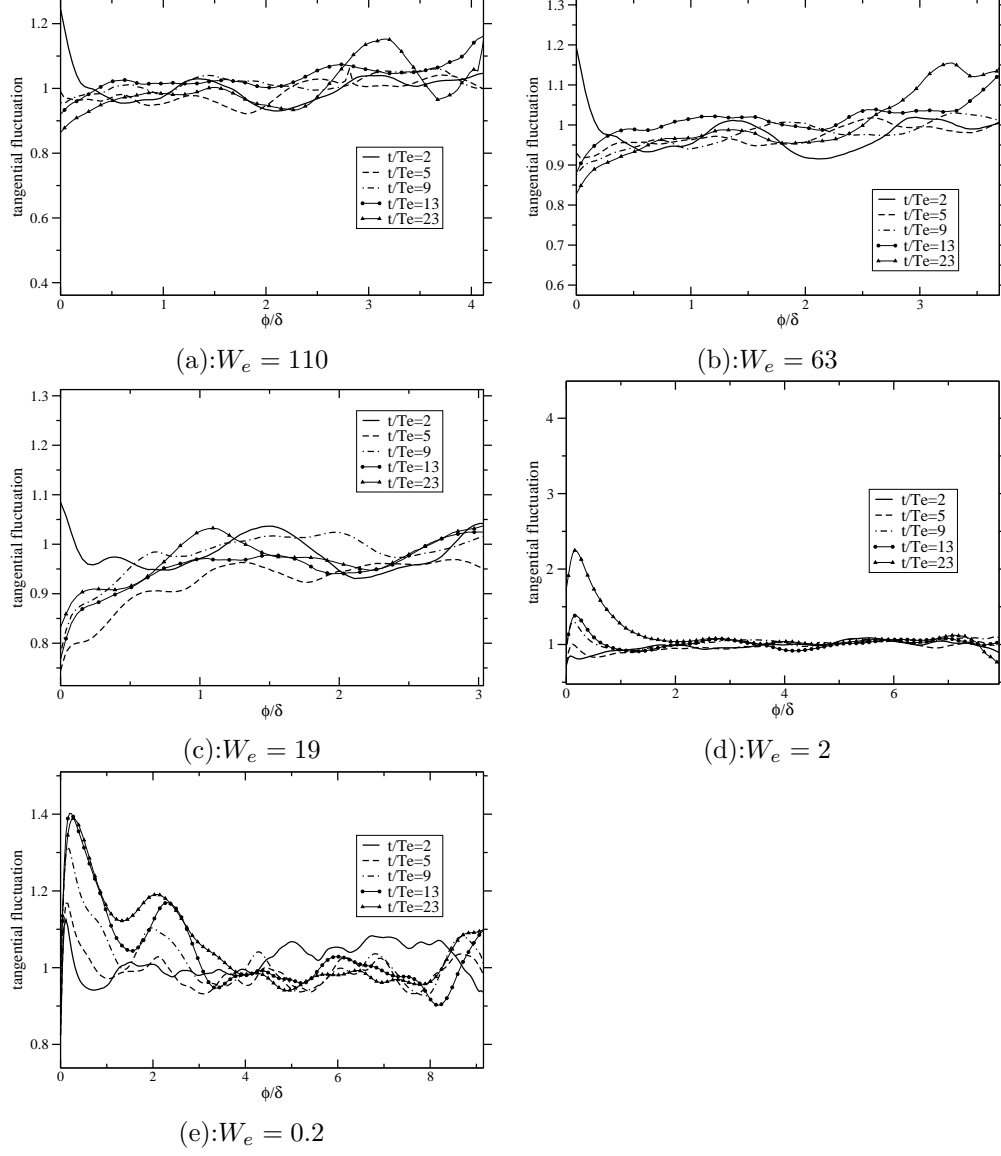 1.2
1
0.8
0.6
0.4
tangential fluctuation
t/Te=2
t/Te=5
t/Te=9
t/Te=13
t/Te=23
0 1 2 3 4
ϕ/δ
(a):W_e = 110
1.3
1.2
1.1
1
0.9
0.8
0.7
0.6
tangential fluctuation
t/Te=2
t/Te=5
t/Te=9
t/Te=13
t/Te=23
0 1 2 3
ϕ/δ
(b):W_e = 63
1.3
1.2
1.1
1
0.9
0.8
tangential fluctuation
t/Te=2
t/Te=5
t/Te=9
t/Te=13
t/Te=23
0 1 2 3
ϕ/δ
(c):W_e = 19
4
3
2
1
tangential fluctuation
t/Te=2
t/Te=5
t/Te=9
t/Te=13
t/Te=23
0 2 4 6
ϕ/δ
(d):W_e = 2
1.4
1.2
1
0.8
tangential fluctuation
t/Te=2
t/Te=5
t/Te=9
t/Te=13
t/Te=23
0 2 4 6 8
ϕ/δ
(e):W_e = 0.2